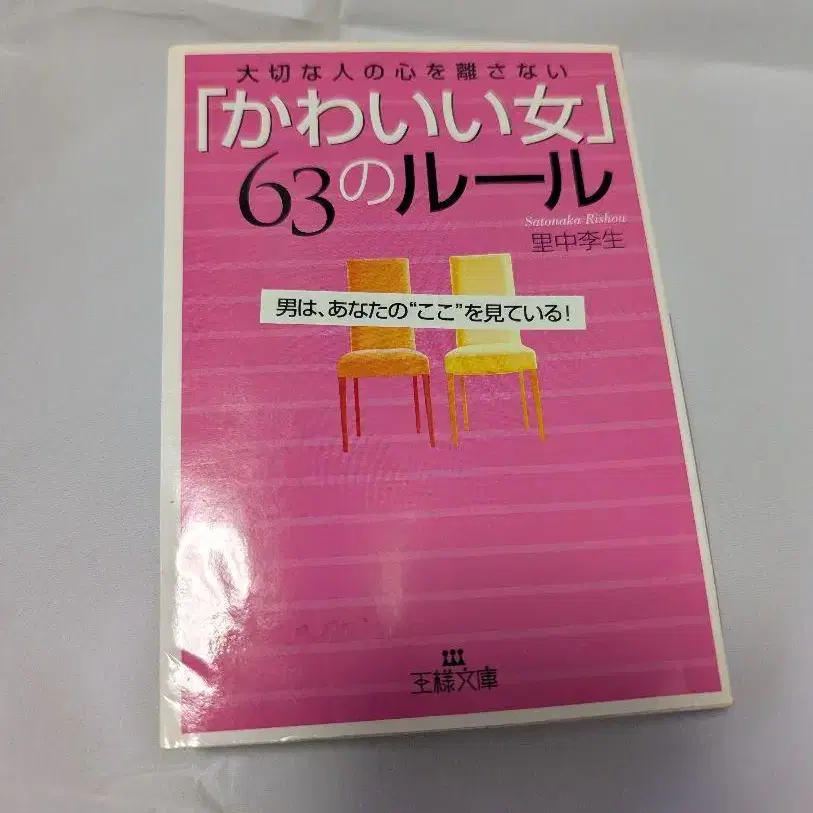 大切な人の心を離さない
「かわいい女」
63のルール
Satonaka Rishou
里中李生
男は、あなたの“ここ”を見ている!
王様文庫